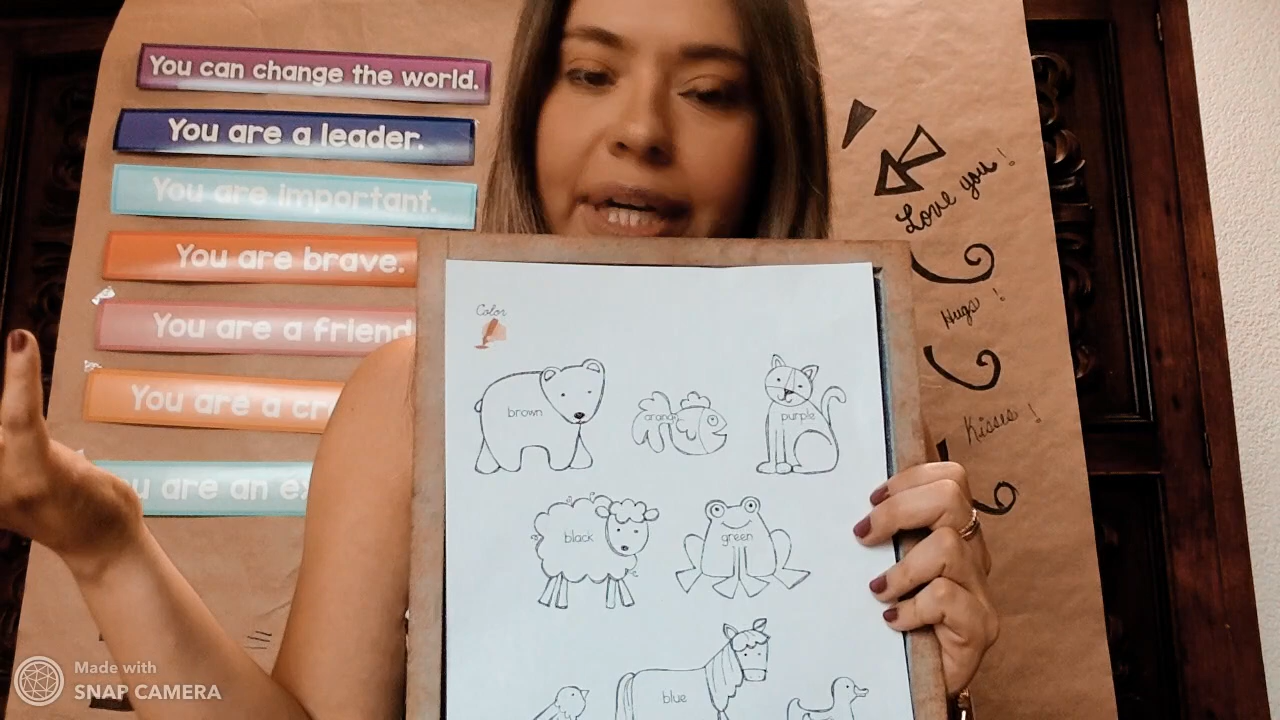 You can change the world.
You are a leader.
You are important.
You are brave.
You are a friend
You are a cr
u are an ex
Love you!
Hugs!
Kisses!
Color
brown
orange
purple
black
green
blue
Made with
SNAP CAMERA